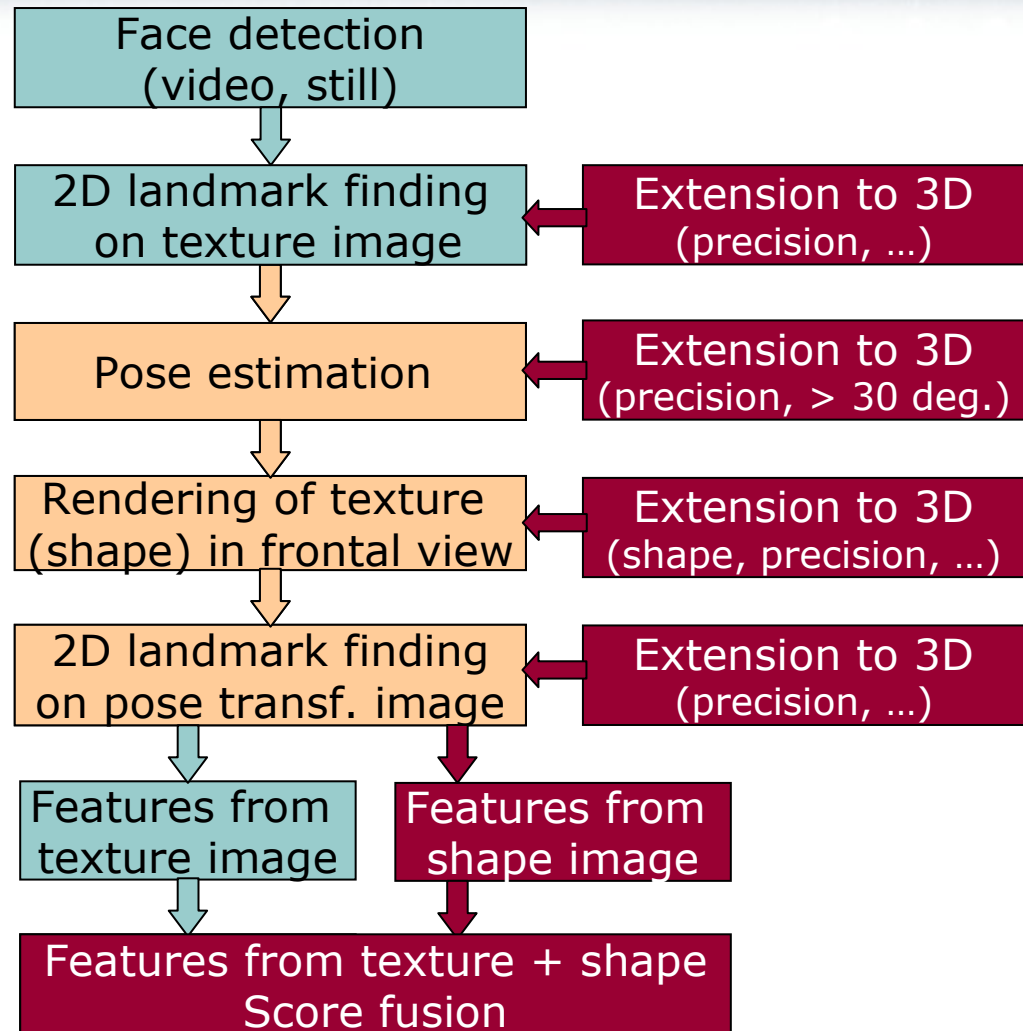 Face detection
(video, still)
2D landmark finding
on texture image
Extension to 3D
(precision, …)
Pose estimation
Extension to 3D
(precision, > 30 deg.)
Rendering of texture
(shape) in frontal view
Extension to 3D
(shape, precision, …)
2D landmark finding
on pose transf. image
Extension to 3D
(precision, …)
Features from
texture image
Features from
shape image
Features from texture + shape
Score fusion